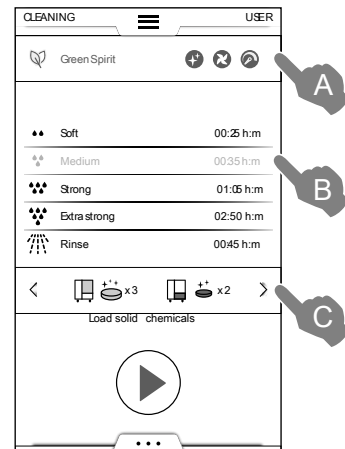 CLEANING USER
Green Spirit
A
Soft 00:25 h:m
Medium 00:35 h:m
B
Strong 01:05 h:m
Extra strong 02:50 h:m
Rinse 00:45 h:m
x3 x2
C
Load solid chemicals